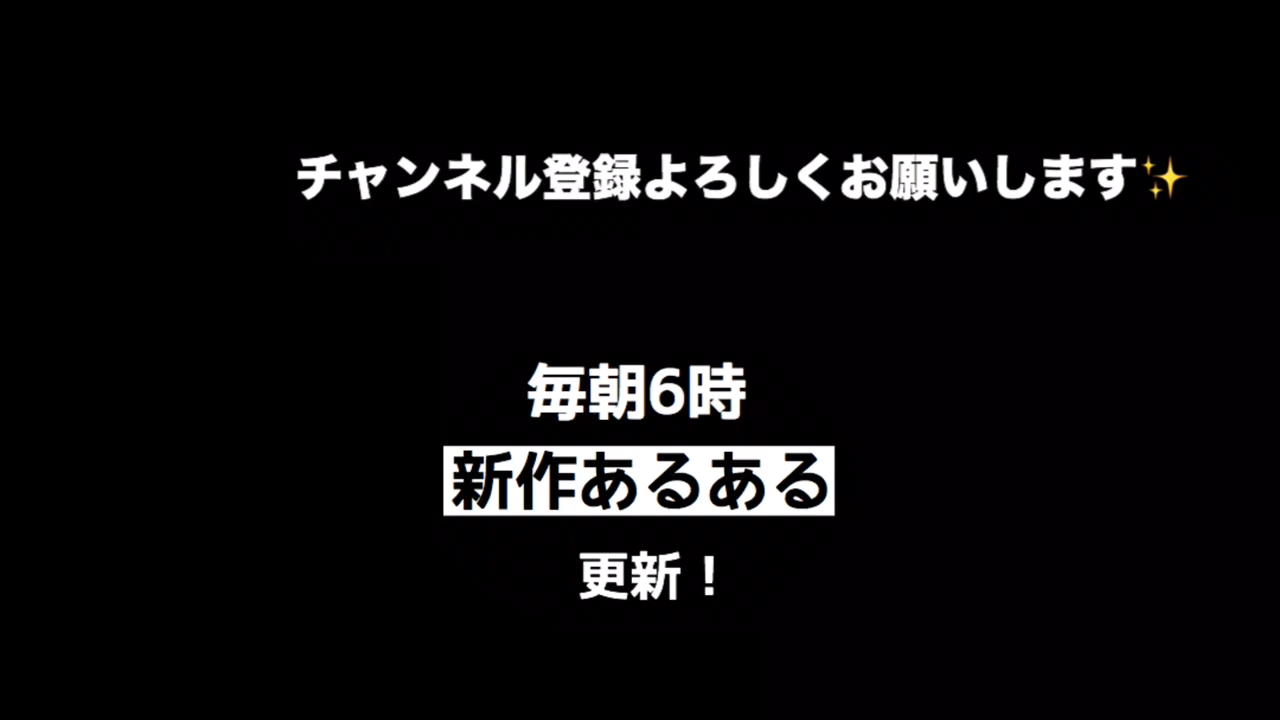 チャンネル登録よろしくお願いします✨
毎朝6時
新作あるある
更新！